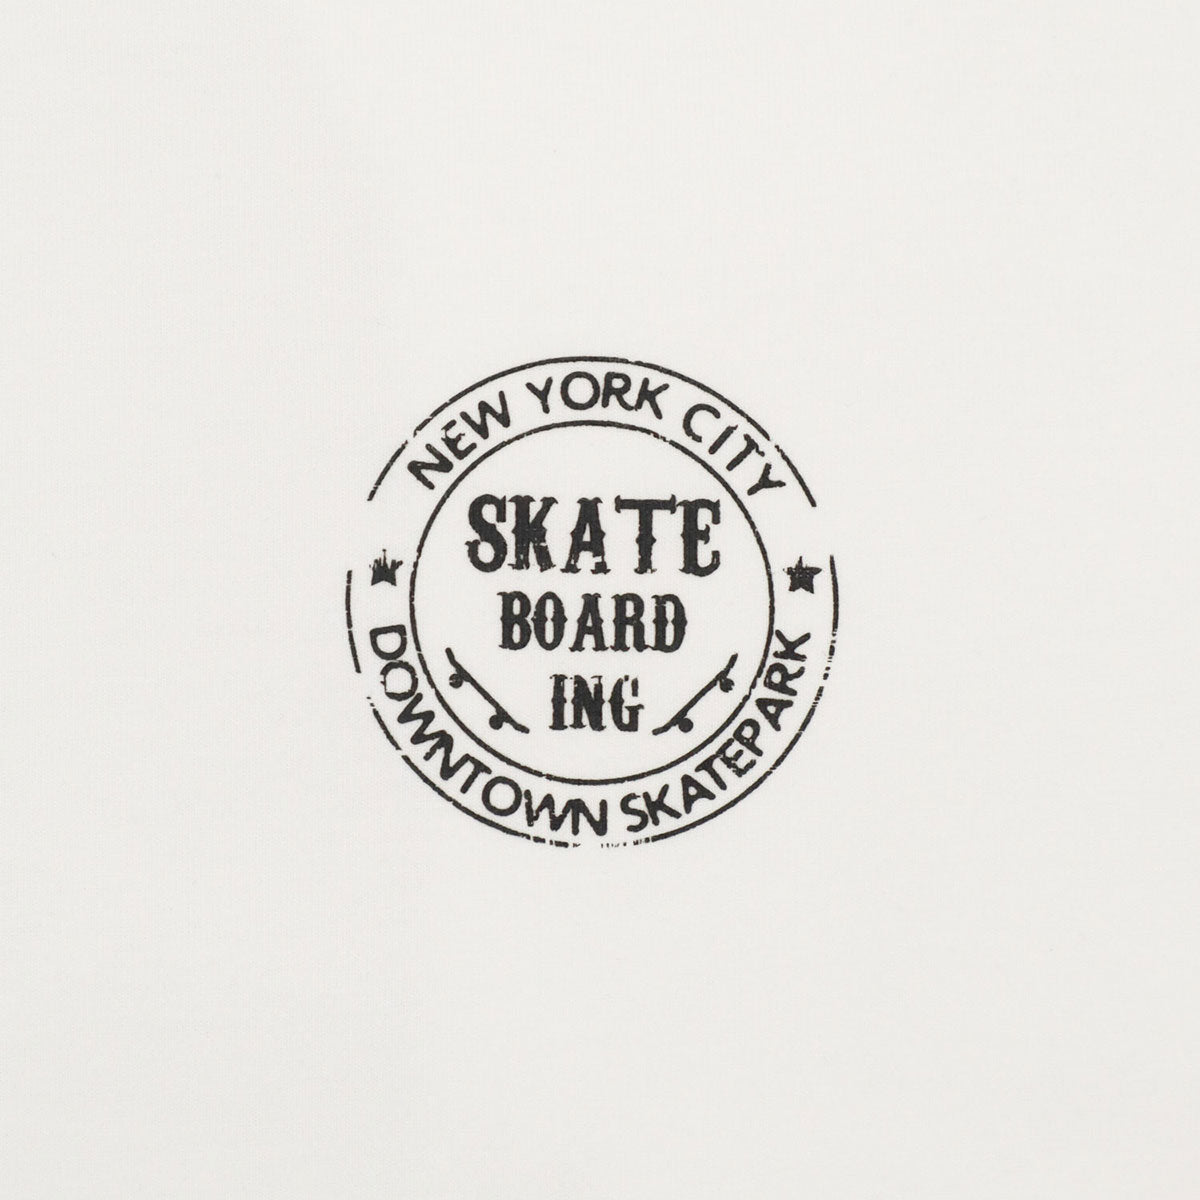 NEW YORK CITY
SKATE
BOARD
ING
DOWNTOWN SKATEPARK